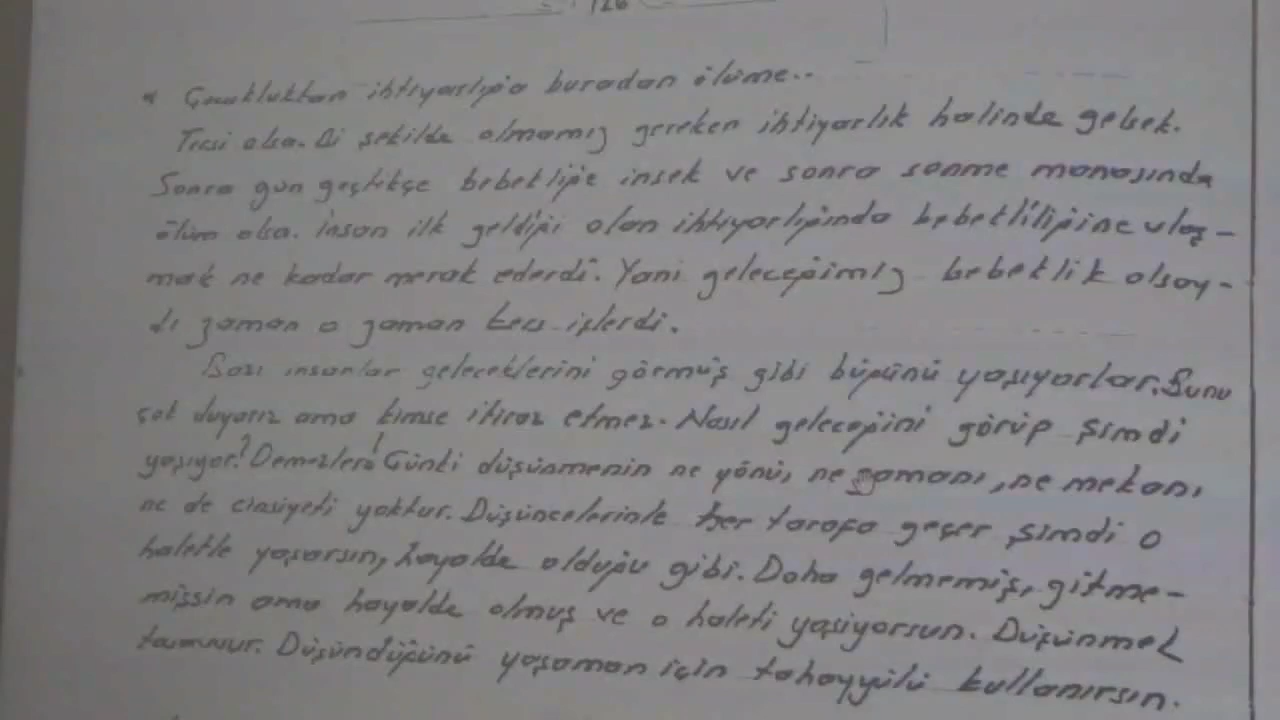 126
* Çocukluktan ihtiyarlığa buradan ölüme..
Tersi olsa. Bi şekilde olmamız gereken ihtiyarlık halinde gelsek.
Sonra gün geçtikçe bebekliğe insek ve sonra sönme manasında
ölüm olsa. İnsan ilk geldiği olan ihtiyarlığında bebekliliğine ulaş-
mak ne kadar merak ederdi. Yani geleceğimiz bebeklik olsay-
dı zaman o zaman ters işlerdi.
Bazı insanlar geleceklerini görmüş gibi bugünü yaşıyorlar. Bunu
çok duyarız ama kimse itiraz etmez. Nasıl geleceğini görüp şimdi
yaşıyor? Demezler! Çünki düşünmenin ne yönü, ne zamanı, ne mekanı
ne de cinsiyeti yoktur. Düşüncelerinle her tarafa geçer şimdi o
haletle yaşarsın, hayalde olduğu gibi. Daha gelmemiş, gitme-
mişsin ama hayalde olmuş ve o haleti yaşıyorsun. Düşünmek
Düşündüğünü yaşaman için tahayyülü kullanırsın.